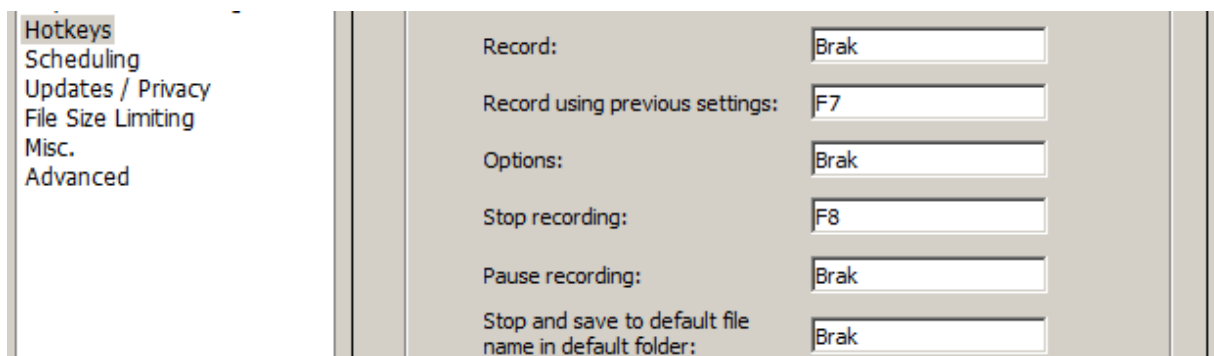 Hotkeys
Scheduling
Updates / Privacy
File Size Limiting
Misc.
Advanced
Record: Brak
Record using previous settings: F7
Options: Brak
Stop recording: F8
Pause recording: Brak
Stop and save to default file
name in default folder: Brak